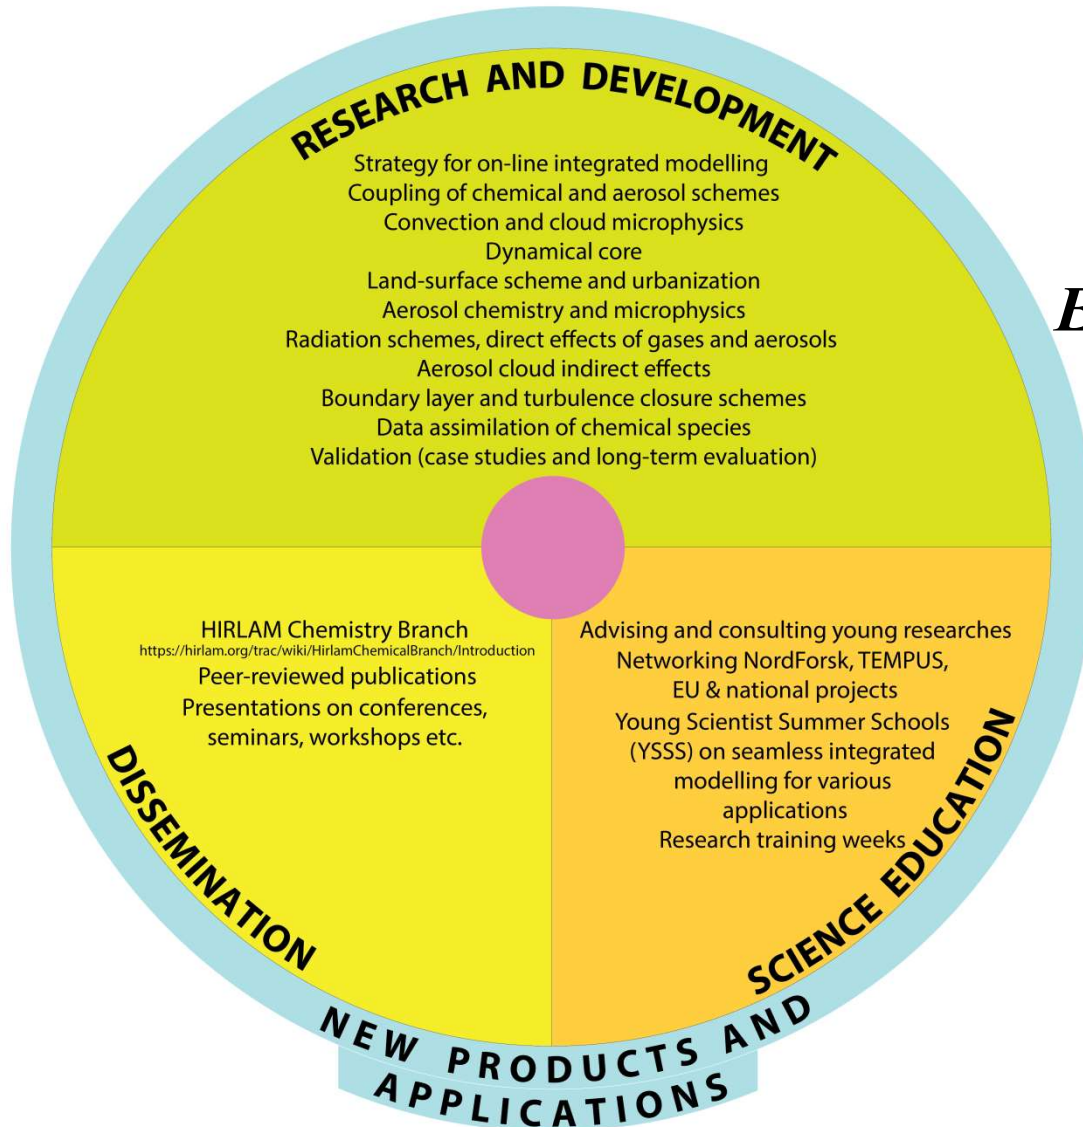 RESEARCH AND DEVELOPMENT
Strategy for on-line integrated modelling
Coupling of chemical and aerosol schemes
Convection and cloud microphysics
Dynamical core
Land-surface scheme and urbanization
Aerosol chemistry and microphysics
Radiation schemes, direct effects of gases and aerosols
Aerosol cloud indirect effects
Boundary layer and turbulence closure schemes
Data assimilation of chemical species
Validation (case studies and long-term evaluation)
HIRLAM Chemistry Branch
https://hirlam.org/trac/wiki/HirlamChemicalBranch/Introduction
Peer-reviewed publications
Presentations on conferences,
seminars, workshops etc.
DISSEMINATION
Advising and consulting young researches
Networking NordForsk, TEMPUS,
EU & national projects
Young Scientist Summer Schools
(YSSS) on seamless integrated
modelling for various
applications
Research training weeks
SCIENCE EDUCATION
NEW PRODUCTS AND
APPLICATIONS